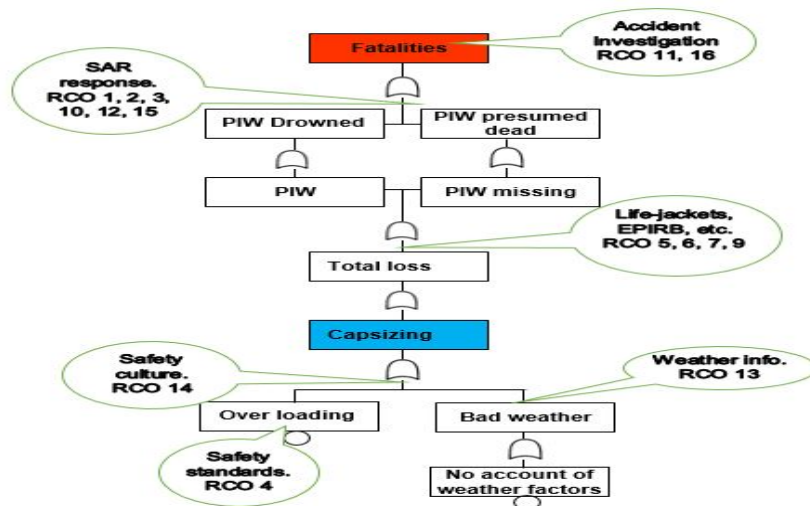 Fatalities
Accident
Investigation
RCO 11, 16
SAR
response.
RCO 1, 2, 3,
10, 12, 15
PIW Drowned
PIW presumed
dead
PIW
PIW missing
Life-jackets,
EPIRB, etc.
RCO 5, 6, 7, 9
Total loss
Capsizing
Safety
culture.
RCO 14
Weather info.
RCO 13
Over loading
Bad weather
Safety
standards.
RCO 4
No account of
weather factors